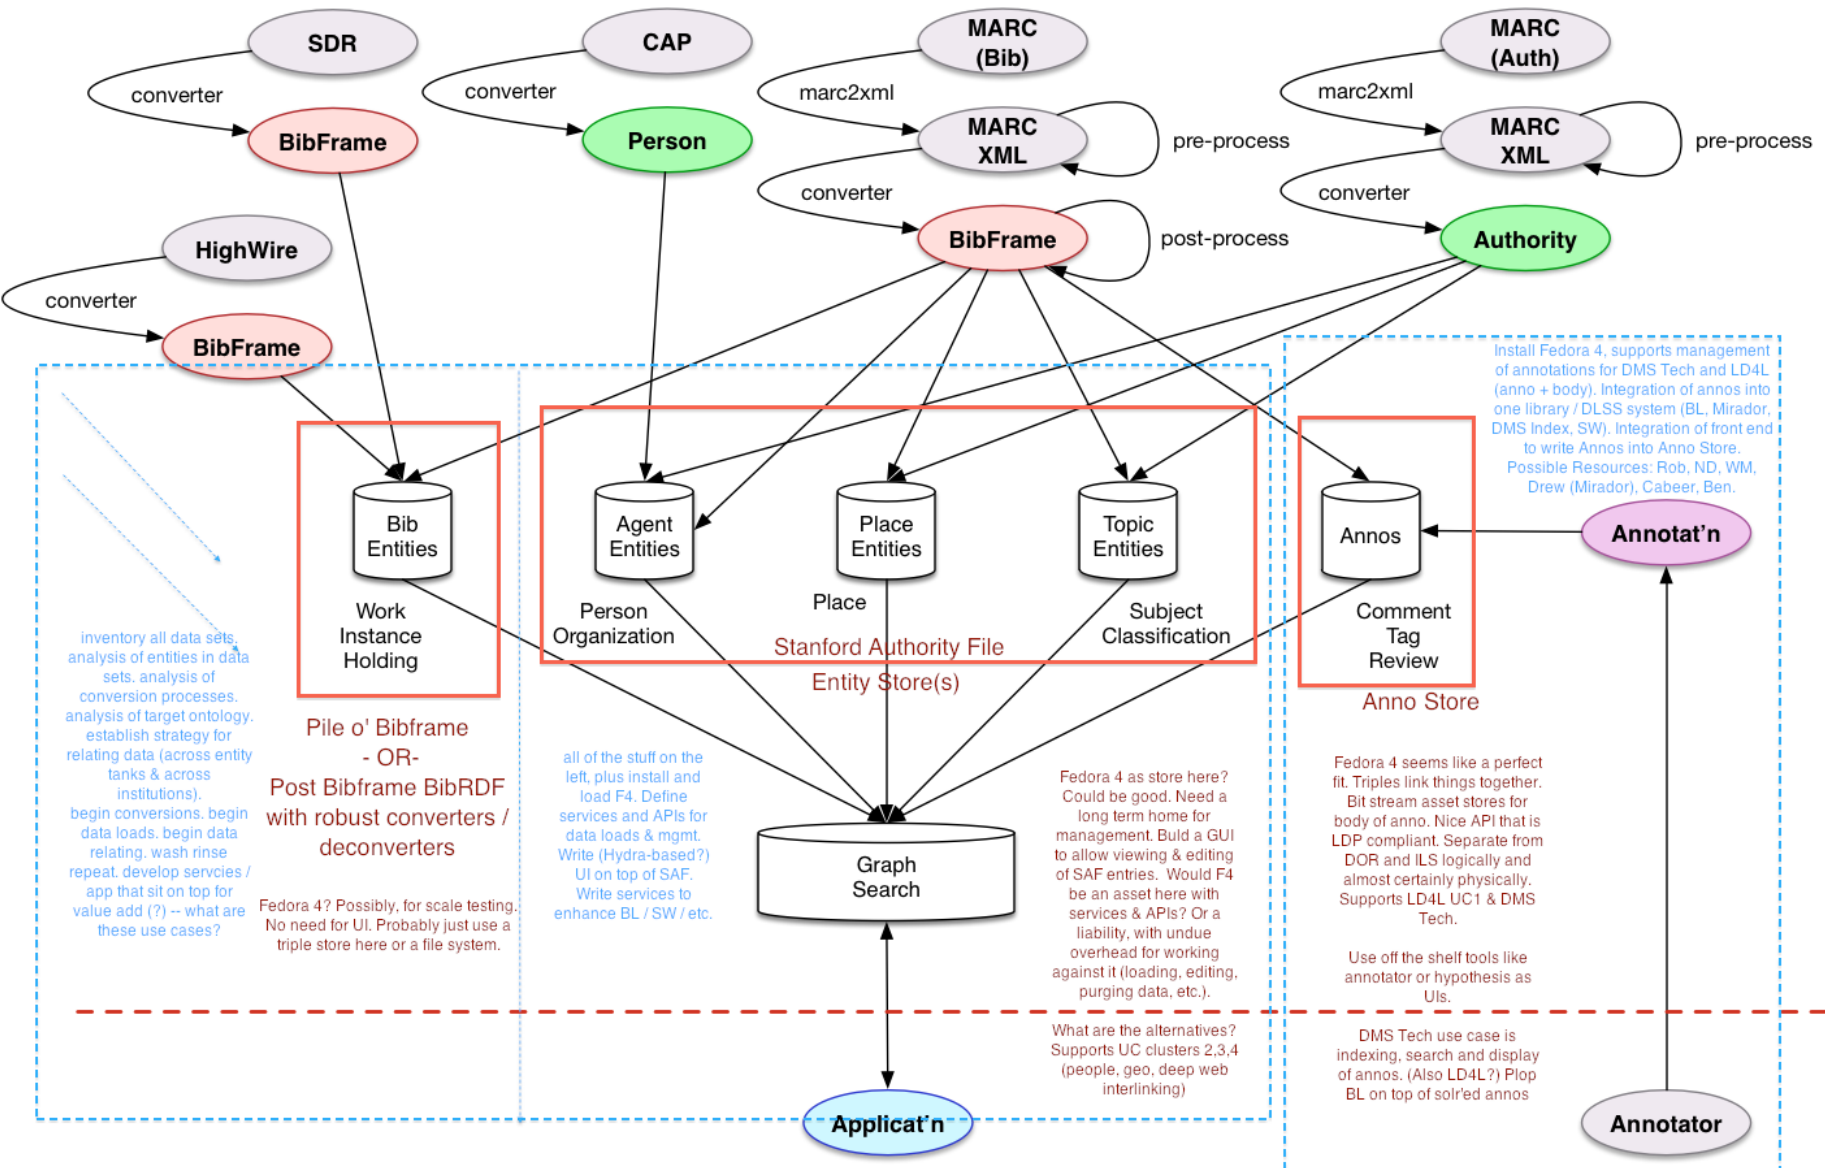 SDR
CAP
MARC
(Bib)
MARC
(Auth)
converter
converter
marc2xml
marc2xml
BibFrame
Person
MARC
XML
pre-process
MARC
XML
pre-process
converter
converter
HighWire
BibFrame
post-process
Authority
converter
BibFrame
Install Fedora 4, supports management
of annotations for DMS Tech and LD4L
(anno + body). Integration of annos into
one library / DLSS system (BL, Mirador,
DMS Index, SW). Integration of front end
to write Annos into Anno Store.
Possible Resources: Rob, ND, WM,
Drew (Mirador), Cabeer, Ben.
Bib
Entities
Agent
Entities
Place
Entities
Topic
Entities
Annos
Annotat'n
Work
Instance
Holding
Person
Organization
Place
Subject
Classification
Comment
Tag
Review
Stanford Authority File
Entity Store(s)
Anno Store
inventory all data sets.
analysis of entities in data
sets. analysis of
conversion processes.
analysis of target ontology.
establish strategy for
relating data (across entity
tanks & across
institutions).
begin conversions. begin
data loads. begin data
relating. wash rinse
repeat. develop servcies /
app that sit on top for
value add (?) -- what are
these use cases?
Pile o' Bibframe
- OR-
Post Bibframe BibRDF
with robust converters /
deconverters
Fedora 4? Possibly, for scale testing.
No need for UI. Probably just use a
triple store here or a file system.
all of the stuff on the
left, plus install and
load F4. Define
services and APIs for
data loads & mgmt.
Write (Hydra-based?)
UI on top of SAF.
Write services to
enhance BL / SW / etc.
Graph
Search
Fedora 4 as store here?
Could be good. Need a
long term home for
management. Buld a GUI
to allow viewing & editing
of SAF entries. Would F4
be an asset here with
services & APIs? Or a
liability, with undue
overhead for working
against it (loading, editing,
purging data, etc.).
What are the alternatives?
Supports UC clusters 2,3,4
(people, geo, deep web
interlinking)
Fedora 4 seems like a perfect
fit. Triples link things together.
Bit stream asset stores for
body of anno. Nice API that is
LDP compliant. Separate from
DOR and ILS logically and
almost certainly physically.
Supports LD4L UC1 & DMS
Tech.
Use off the shelf tools like
annotator or hypothesis as
UIs.
DMS Tech use case is
indexing, search and display
of annos. (Also LD4L?) Plop
BL on top of solr'ed annos
Applicat'n
Annotator